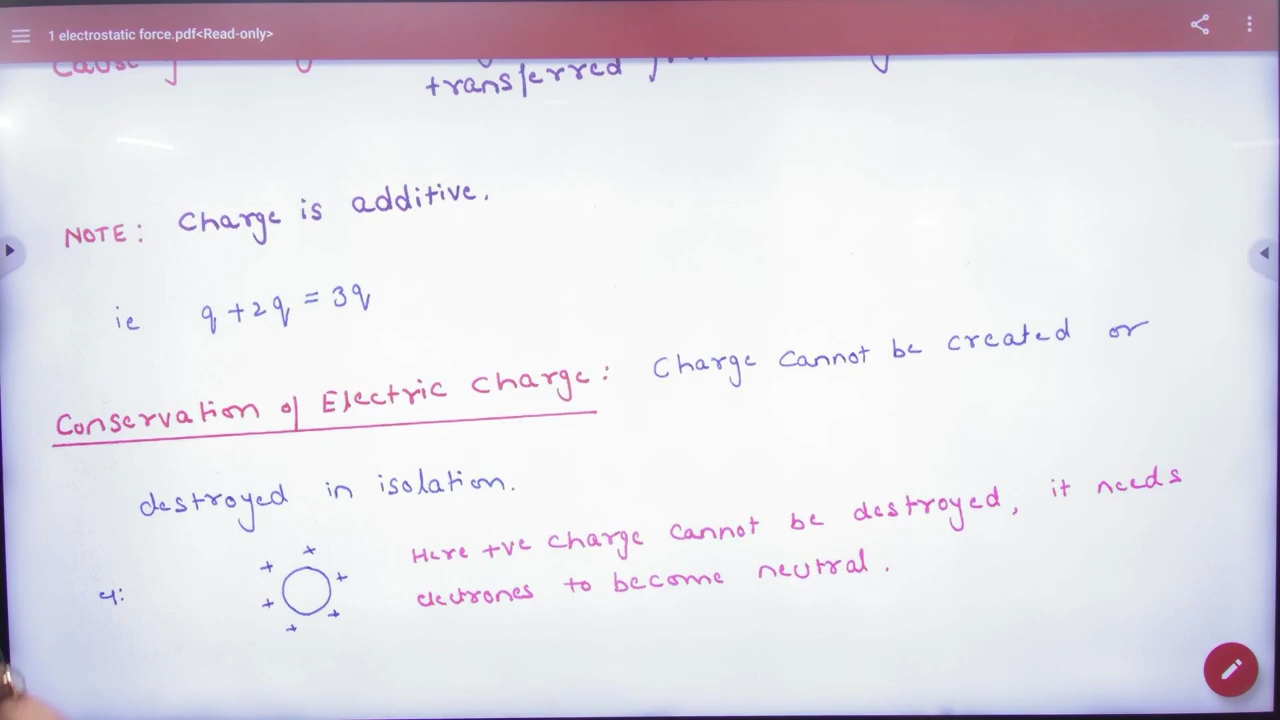 1 electrostatic force.pdf<Read-only>
Cause
transferred
NOTE: Charge is additive.
ie q + 2q = 3q
Conservation of Electric Charge: Charge cannot be created or
destroyed in isolation.
Here +ve charge cannot be destroyed, it needs
electrones to become neutral.
+ + + + + +